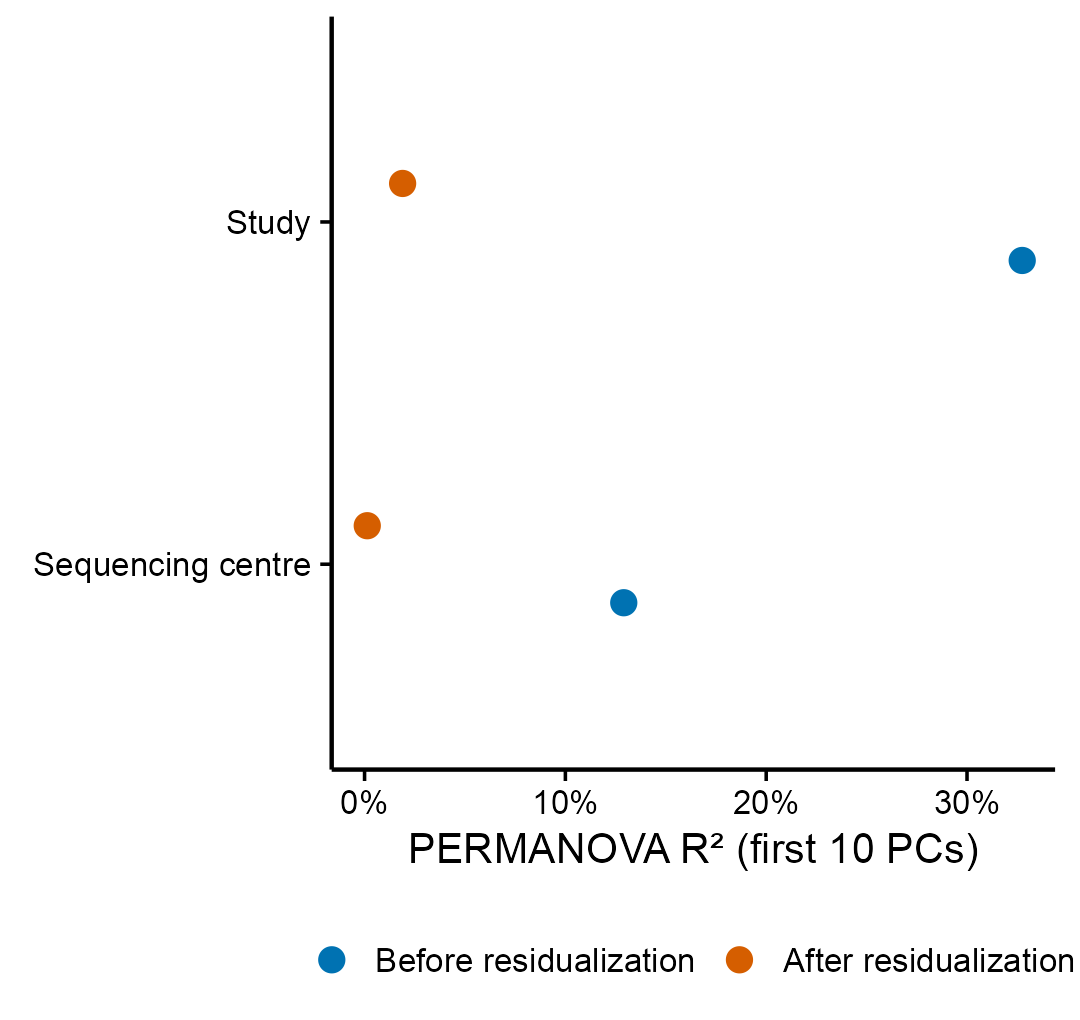 Study
Sequencing centre
0% 10% 20% 30%
PERMANOVA R² (first 10 PCs)
Before residualization After residualization